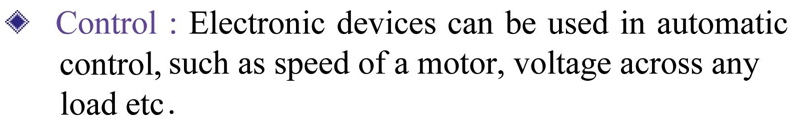 Control : Electronic devices can be used in automatic
control, such as speed of a motor, voltage across any
load etc.